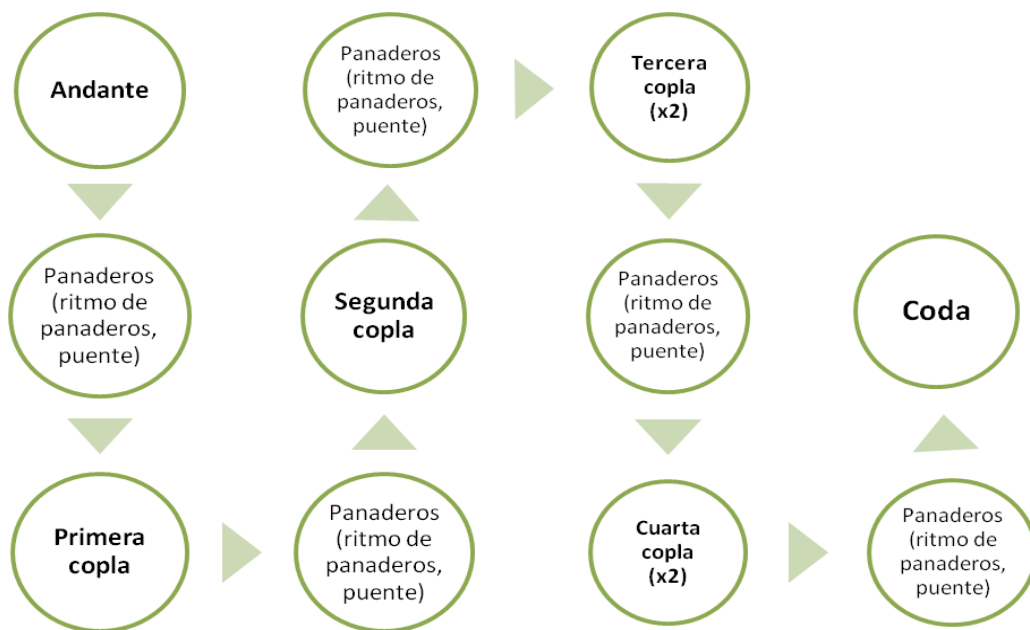 Andante
Panaderos
(ritmo de
panaderos,
puente)
Primera
copla
Panaderos
(ritmo de
panaderos,
puente)
Segunda
copla
Panaderos
(ritmo de
panaderos,
puente)
Tercera
copla
(x2)
Panaderos
(ritmo de
panaderos,
puente)
Cuarta
copla
(x2)
Panaderos
(ritmo de
panaderos,
puente)
Coda